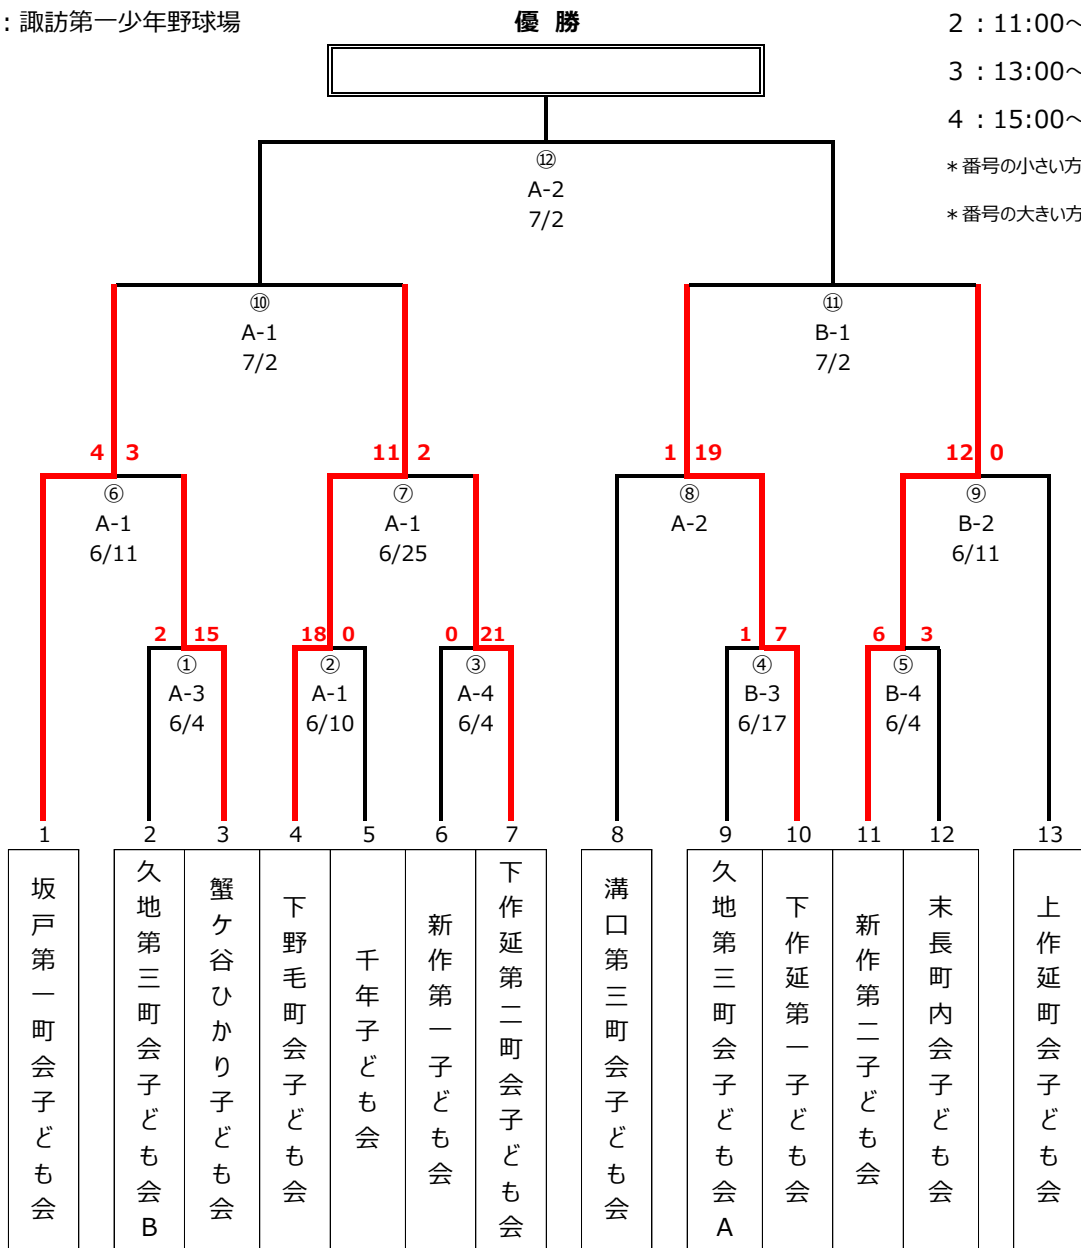 ：諏訪第一少年野球場
優 勝
2 : 11:00～
3 : 13:00～
4 : 15:00～
＊番号の小さい方
＊番号の大きい方
⑫
A-2
7/2
⑩
A-1
7/2
⑪
B-1
7/2
4 3
11 2
1 19
12 0
⑥
A-1
6/11
⑦
A-1
6/25
⑧
A-2
⑨
B-2
6/11
2 15
18 0
0 21
1 7
6 3
①
A-3
6/4
②
A-1
6/10
③
A-4
6/4
④
B-3
6/17
⑤
B-4
6/4
1 2 3 4 5 6 7 8 9 10 11 12 13
坂戸第一町会子ども会
久地第三町会子ども会B
蟹ケ谷ひかり子ども会
下野毛町会子ども会
千年子ども会
新作第一子ども会
下作延第二町会子ども会
溝口第三町会子ども会
久地第三町会子ども会A
下作延第一子ども会
新作第二子ども会
末長町内会子ども会
上作延町会子ども会